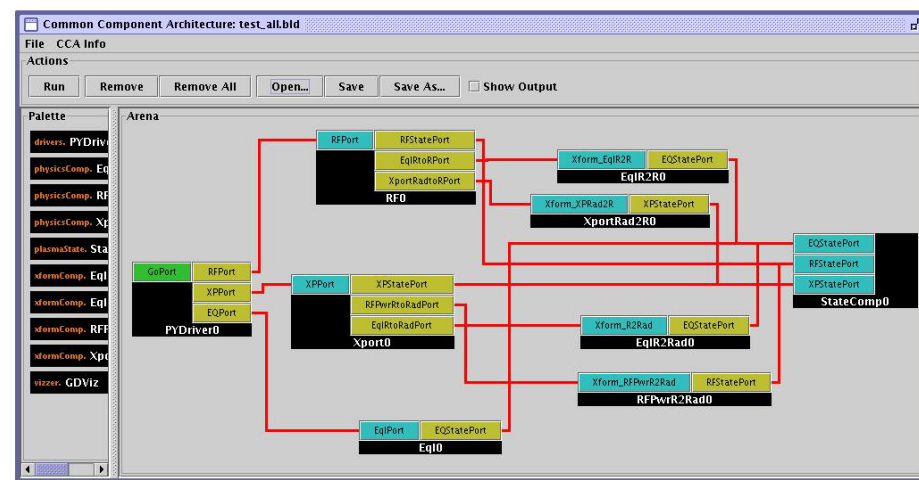 Common Component Architecture: test_all.bld
File CCA Info
Actions
Run Remove Remove All Open... Save Save As... Show Output
Palette
drivers. PYDrive
physicsComp. Eq
physicsComp. RF
physicsComp. Xp
plasmaState. Sta
xformComp. Eql
xformComp. Eql
xformComp. RFF
xformComp. Xpo
vizzer. GDViz
Arena
RFPort RFStatePort
EqlRtoRPort
XportRadtoRPort
RF0
Xform_EqlR2R EQStatePort
EqlR2R0
Xform_XPRad2R XPStatePort
XportRad2R0
EQStatePort
RFStatePort
XPStatePort
StateComp0
GoPort RFPort
XPPort
EQPort
PYDriver0
XPPort XPStatePort
RFPwrRtoRadPort
EqlRtoRadPort
Xport0
Xform_R2Rad EQStatePort
EqlR2Rad0
Xform_RFPwrR2Rad RFStatePort
RFPwrR2Rad0
EqlPort EQStatePort
Eql0